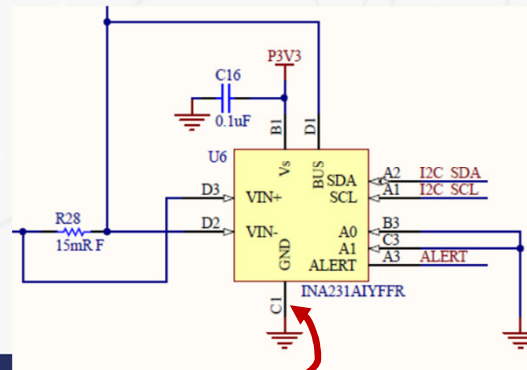 P3V3
C16
0.1uF
B1
D1
U6
Vs
BUS
D3
VIN+
SDA
A2
I2C_SDA
SCL
A1
I2C_SCL
R28
15mR F
D2
VIN-
A0
B3
A1
C3
GND
ALERT
A3
ALERT
C1
INA231AIYFFR